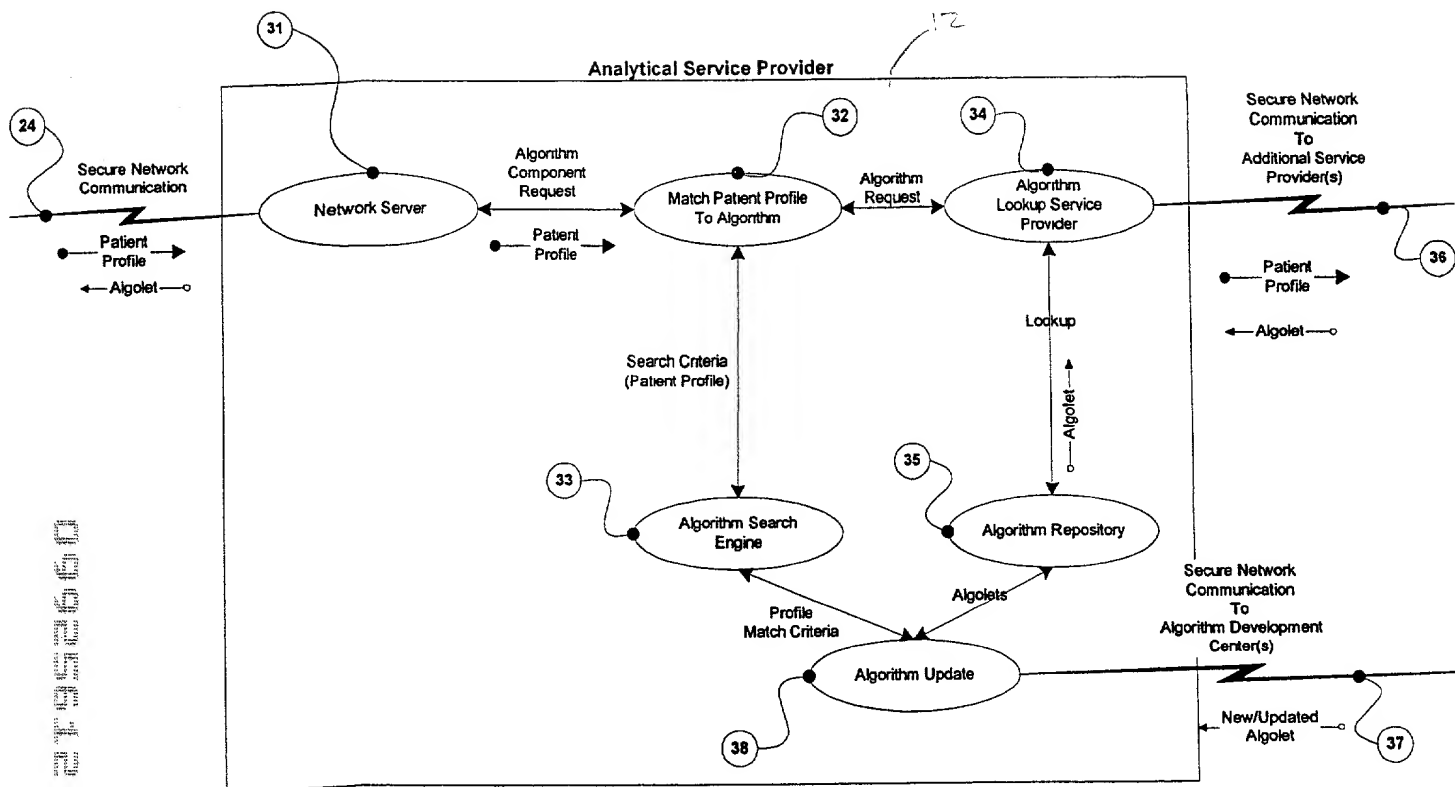 12
31
Analytical Service Provider
24
32
34
Secure Network
Communication
To
Additional Service
Provider(s)
Secure Network
Communication
Algorithm
Component
Request
Algorithm
Request
Network Server
Match Patient Profile
To Algorithm
Algorithm
Lookup Service
Provider
Patient
Profile
Algolet
Patient
Profile
36
Patient
Profile
Algolet
Lookup
Search Criteria
(Patient Profile)
Algolet
33
35
Algorithm Search
Engine
Algorithm Repository
Secure Network
Communication
To
Algorithm Development
Center(s)
Profile
Match Criteria
Algolets
Algorithm Update
38
New/Updated
Algolet
37